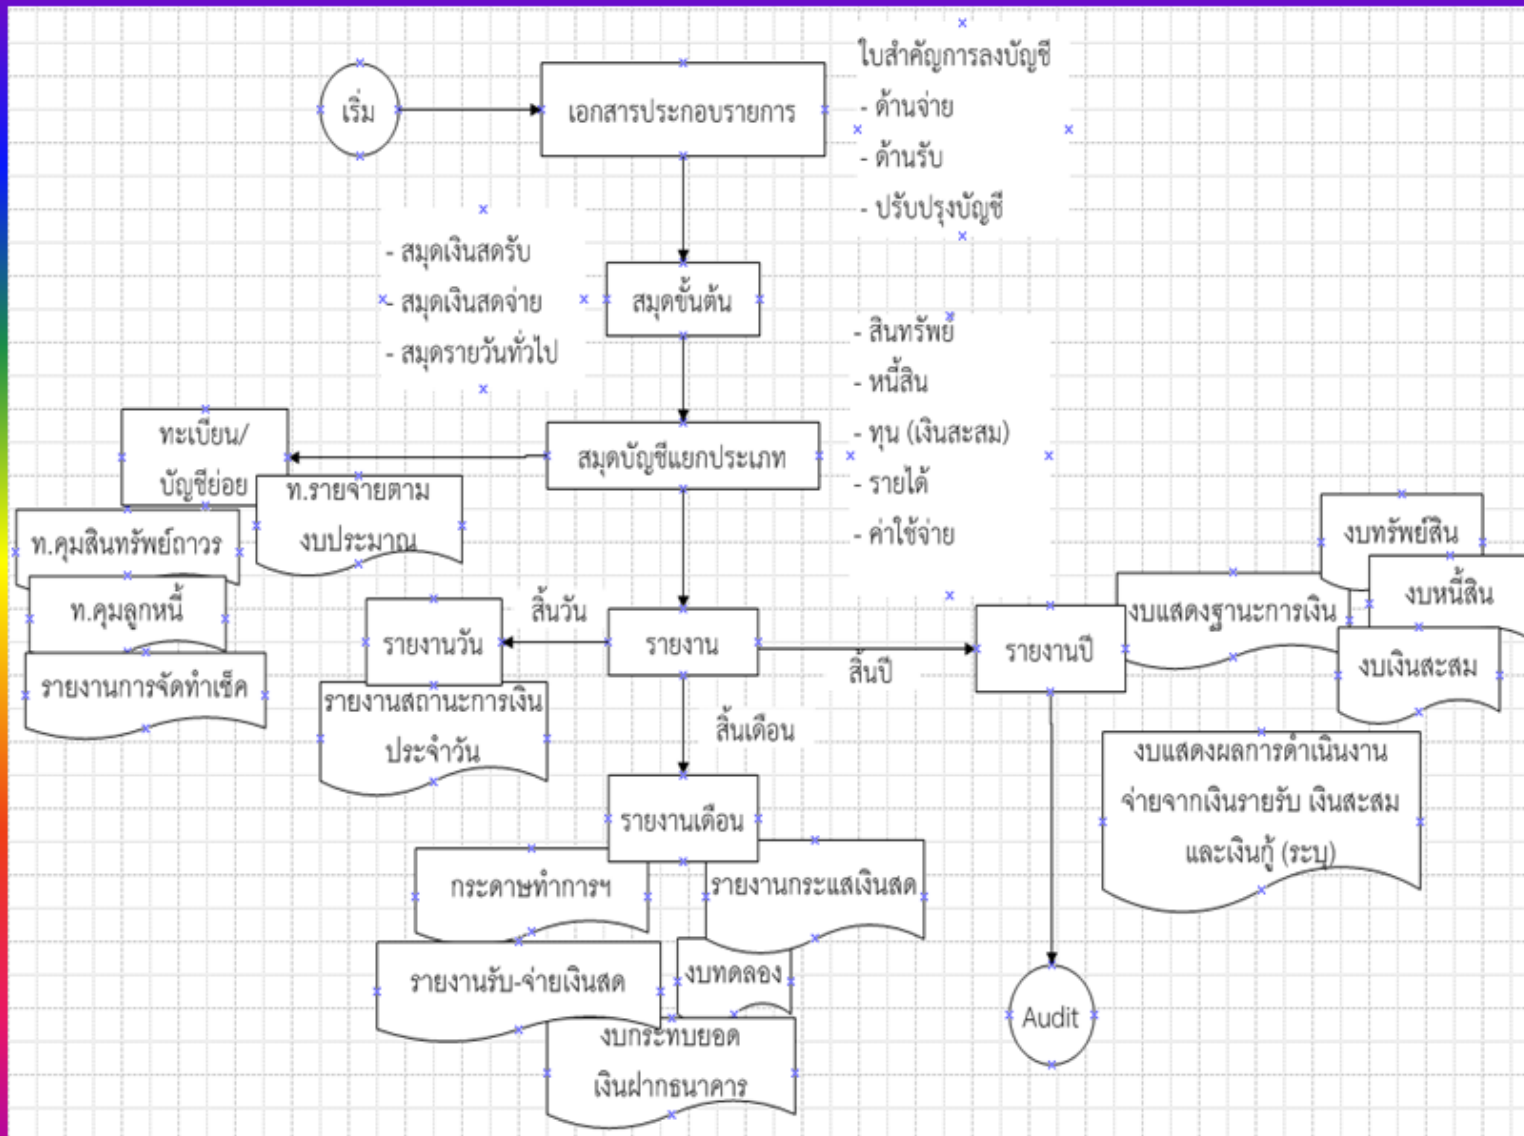 เริ่ม
เอกสารประกอบรายการ
ใบสำคัญการลงบัญชี
- ด้านจ่าย
- ด้านรับ
- ปรับปรุงบัญชี
- สมุดเงินสดรับ
- สมุดเงินสดจ่าย
- สมุดรายวันทั่วไป
สมุดขั้นต้น
- สินทรัพย์
- หนี้สิน
- ทุน (เงินสะสม)
- รายได้
- ค่าใช้จ่าย
สมุดบัญชีแยกประเภท
ทะเบียน/
บัญชีย่อย
ท.รายจ่ายตาม
งบประมาณ
ท.คุมสินทรัพย์ถาวร
ท.คุมลูกหนี้
รายงานการจัดทำเช็ค
สิ้นวัน
รายงานวัน
รายงานสถานะการเงิน
ประจำวัน
รายงาน
สิ้นปี
รายงานปี
งบแสดงฐานะการเงิน
งบทรัพย์สิน
งบหนี้สิน
งบเงินสะสม
งบแสดงผลการดำเนินงาน
จ่ายจากเงินรายรับ เงินสะสม
และเงินกู้ (ระบุ)
สิ้นเดือน
รายงานเดือน
กระดาษทำการฯ
รายงานกระแสเงินสด
รายงานรับ-จ่ายเงินสด
งบทดลอง
งบกระทบยอด
เงินฝากธนาคาร
Audit